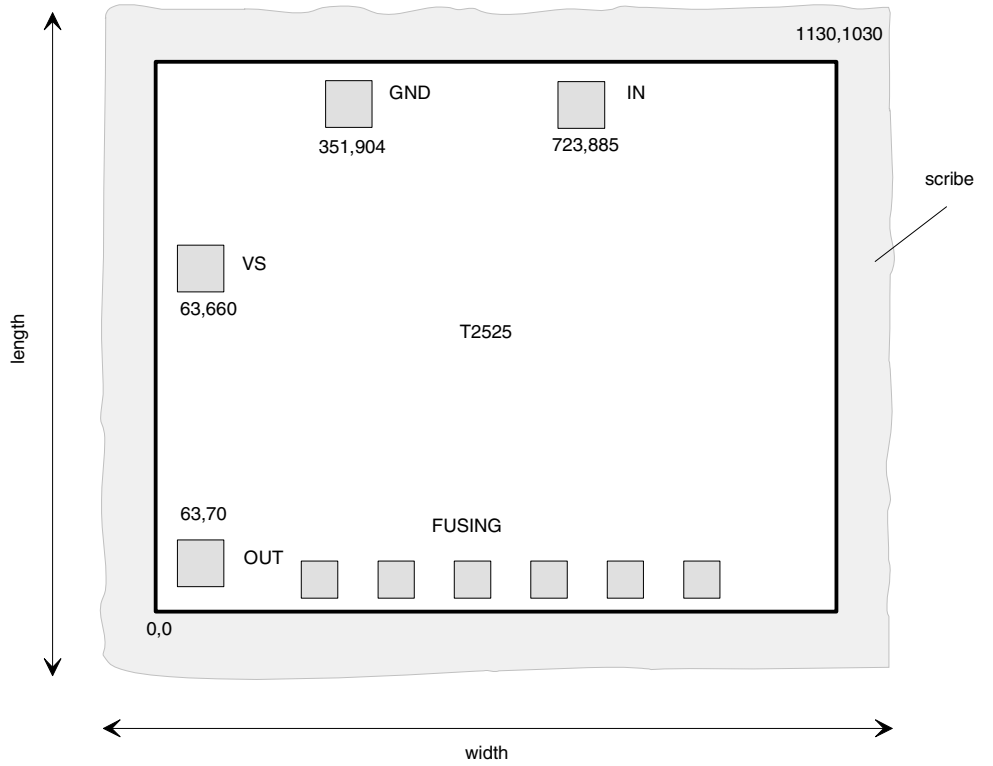 1130,1030
GND
IN
351,904
723,885
scribe
VS
63,660
T2525
length
63,70
FUSING
OUT
0,0
width